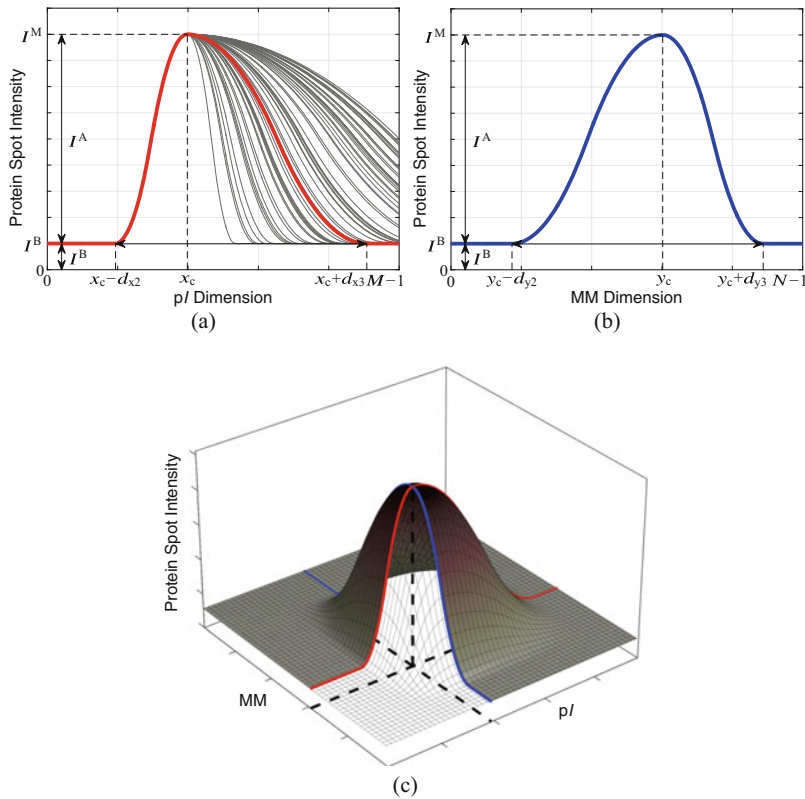 I^M
I^A
I^B
I^B
0
Protein Spot Intensity
0 x_c−d_x2 x_c x_c+d_x3 M−1
pI Dimension
(a)
I^M
I^A
I^B
I^B
0
Protein Spot Intensity
0 y_c−d_y2 y_c y_c+d_y3 N−1
MM Dimension
(b)
Protein Spot Intensity
MM
pI
(c)